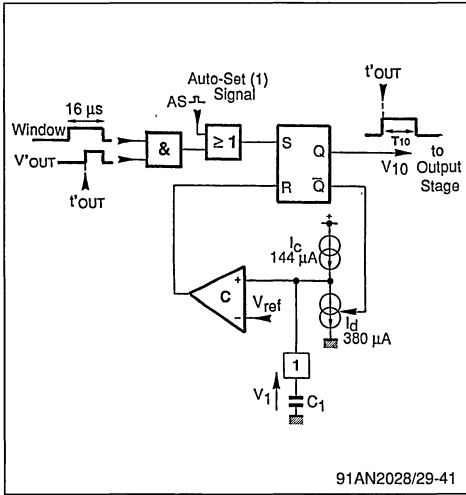 Auto-Set (1)
Signal
AS
t'OUT
16 µs
Window
V'OUT
t'OUT
&
≥ 1
S
Q
R
Q̅
T10
V10
to
Output
Stage
+
IC
144 µA
C
+
−
Vref
Id
380 µA
1
V1
C1
91AN2028/29-41